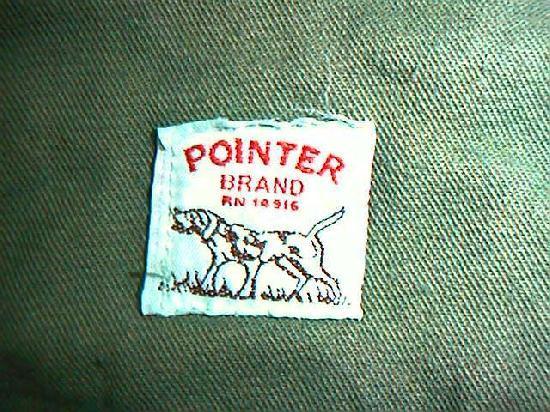 POINTER
BRAND
RN 14916